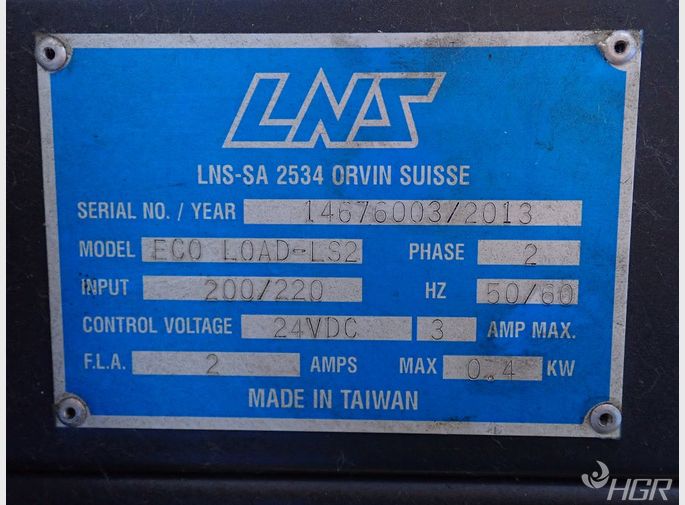 LNS
LNS-SA 2534 ORVIN SUISSE
SERIAL NO. / YEAR 14676003/2013
MODEL ECO LOAD-LS2 PHASE 2
INPUT 200/220 HZ 50/60
CONTROL VOLTAGE 24VDC 3 AMP MAX.
F.L.A. 2 AMPS MAX 0.4 KW
MADE IN TAIWAN
HGR